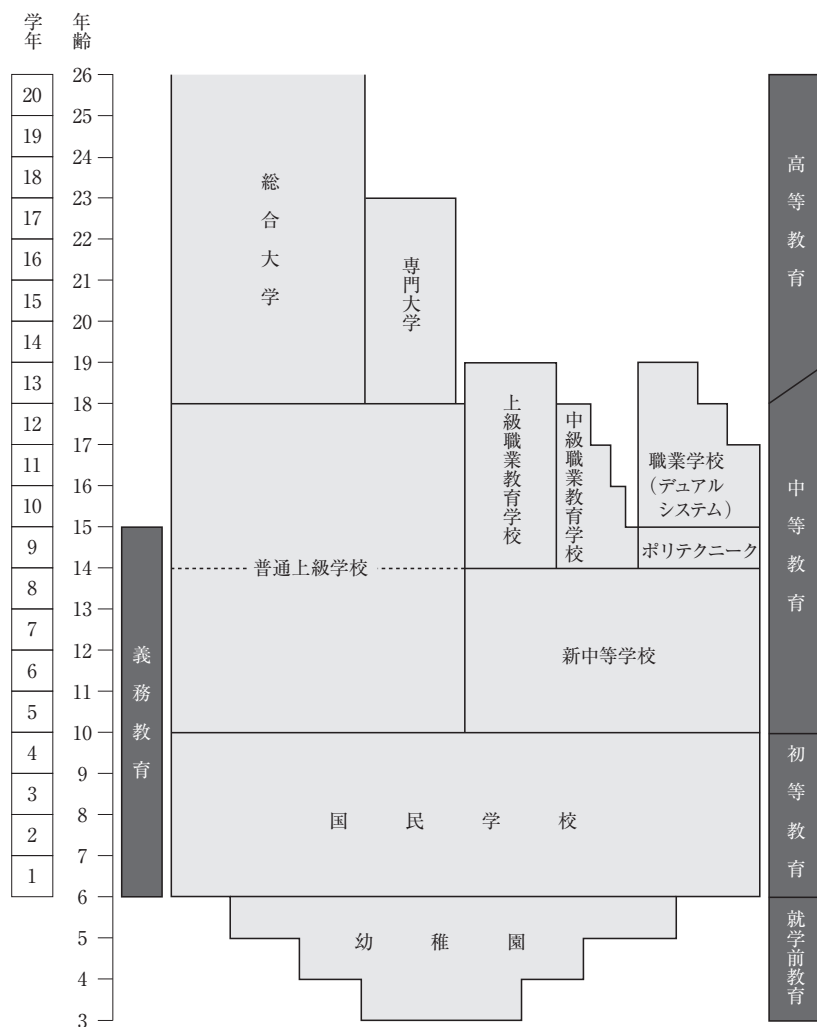 学年
年齢
26
20
25
19
24
18
23
17
22
16
21
15
20
14
19
13
18
12
17
11
16
10
15
9
14
8
13
7
12
6
11
5
10
4
9
3
8
2
7
1
6
5
4
3
義務教育
総合大学
専門大学
上級職業教育学校
中級職業教育学校
職業学校
(デュアル
システム)
ポリテクニーク
普通上級学校
新中等学校
国民学校
幼稚園
高等教育
中等教育
初等教育
就学前教育